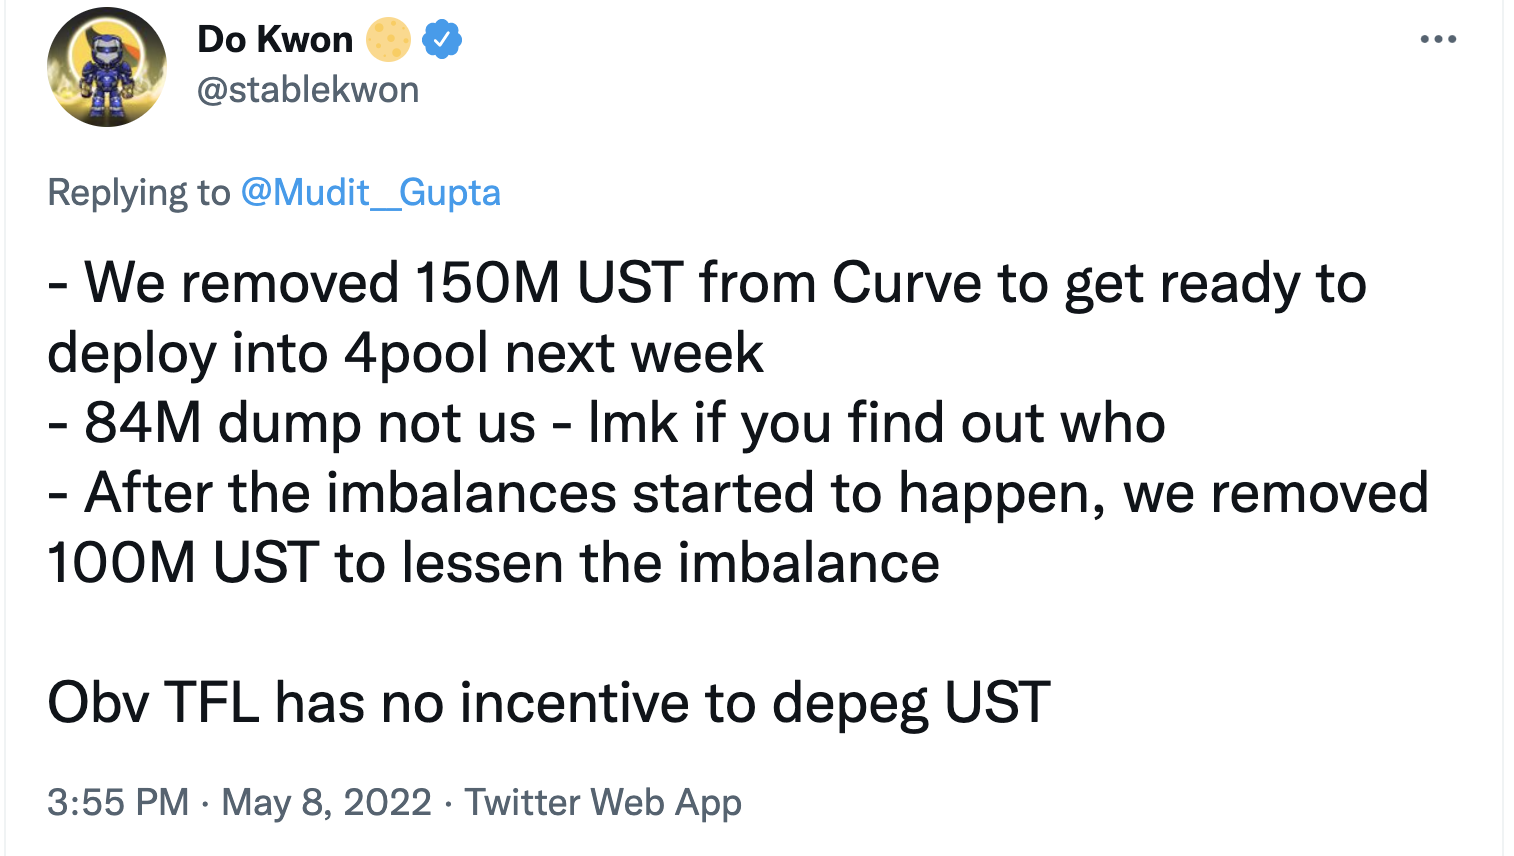 Do Kwon
@stablekwon
Replying to @Mudit__Gupta
- We removed 150M UST from Curve to get ready to
deploy into 4pool next week
- 84M dump not us - lmk if you find out who
- After the imbalances started to happen, we removed
100M UST to lessen the imbalance
Obv TFL has no incentive to depeg UST
3:55 PM · May 8, 2022 · Twitter Web App